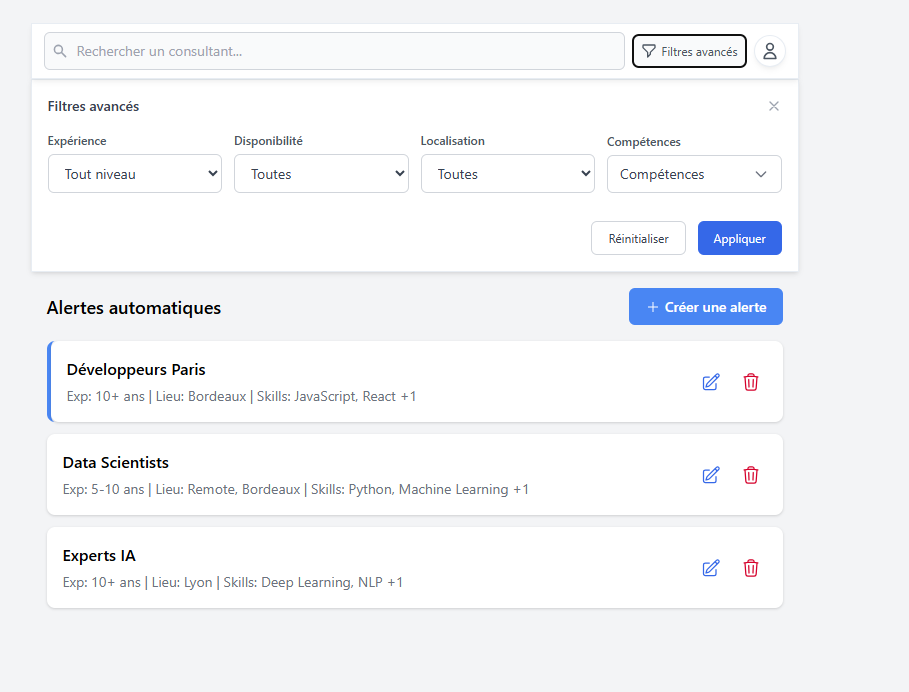 Rechercher un consultant...
Filtres avancés
Filtres avancés
Expérience Disponibilité Localisation Compétences
Tout niveau Toutes Toutes Compétences
Réinitialiser Appliquer
Alertes automatiques
+ Créer une alerte
Développeurs Paris
Exp: 10+ ans | Lieu: Bordeaux | Skills: JavaScript, React +1
Data Scientists
Exp: 5-10 ans | Lieu: Remote, Bordeaux | Skills: Python, Machine Learning +1
Experts IA
Exp: 10+ ans | Lieu: Lyon | Skills: Deep Learning, NLP +1